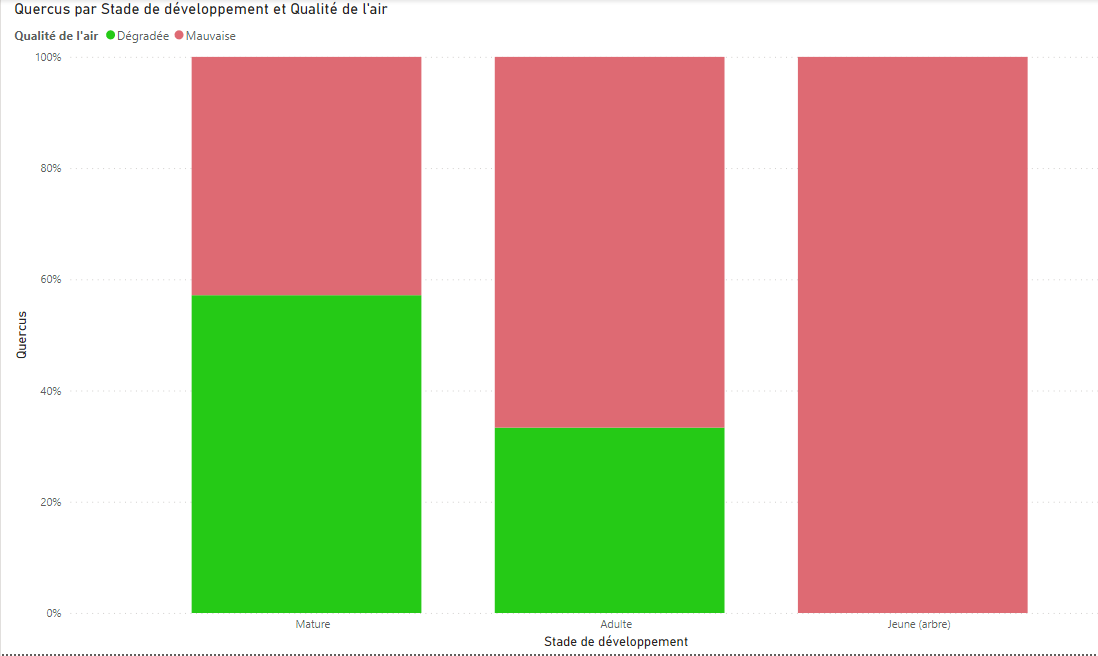 Quercus par Stade de développement et Qualité de l'air
Qualité de l'air Dégradée Mauvaise
100%
80%
60%
40%
20%
0%
Quercus
Mature Adulte Jeune (arbre)
Stade de développement